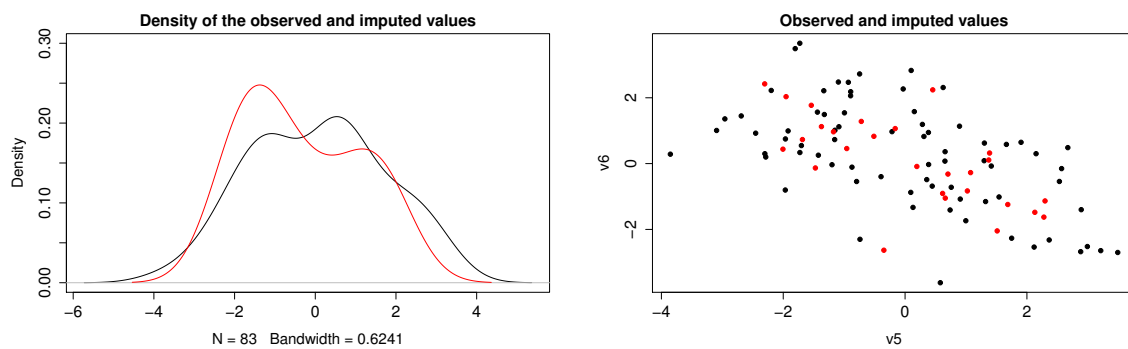 Density of the observed and imputed values
0.30
0.20
0.10
0.00
Density
−6 −4 −2 0 2 4
N = 83 Bandwidth = 0.6241
Observed and imputed values
2
0
−2
v6
−4 −2 0 2
v5